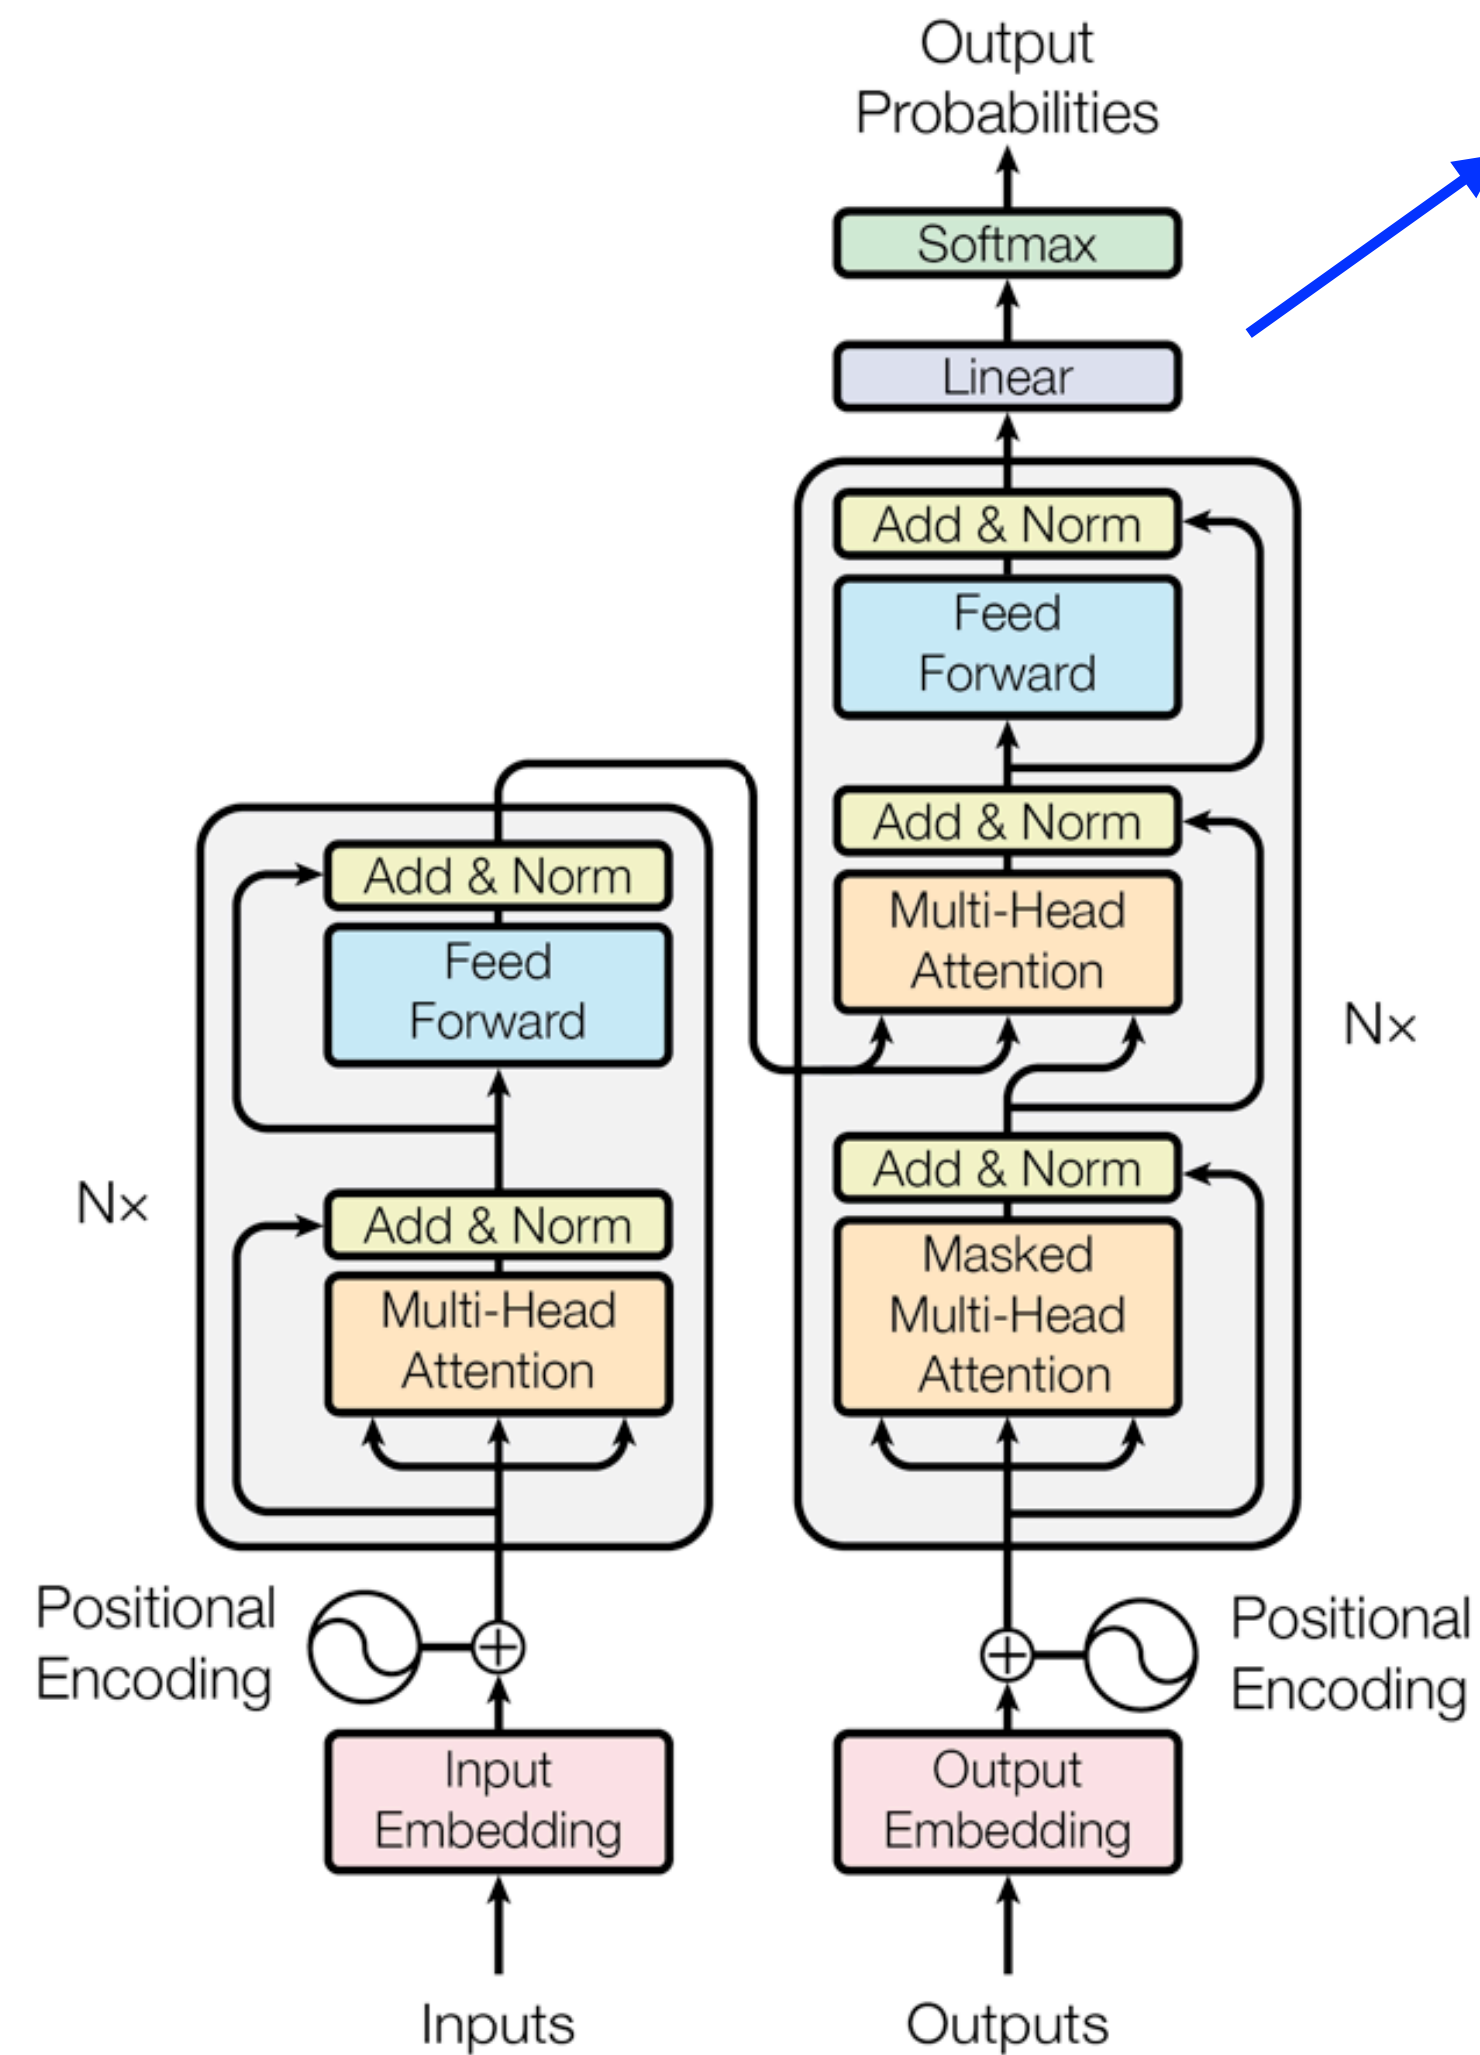 Output
Probabilities
Softmax
Linear
Add & Norm
Feed
Forward
Add & Norm
Multi-Head
Attention
Nx
Add & Norm
Masked
Multi-Head
Attention
Add & Norm
Feed
Forward
Nx
Add & Norm
Multi-Head
Attention
Positional
Encoding
Positional
Encoding
Input
Embedding
Output
Embedding
Inputs
Outputs